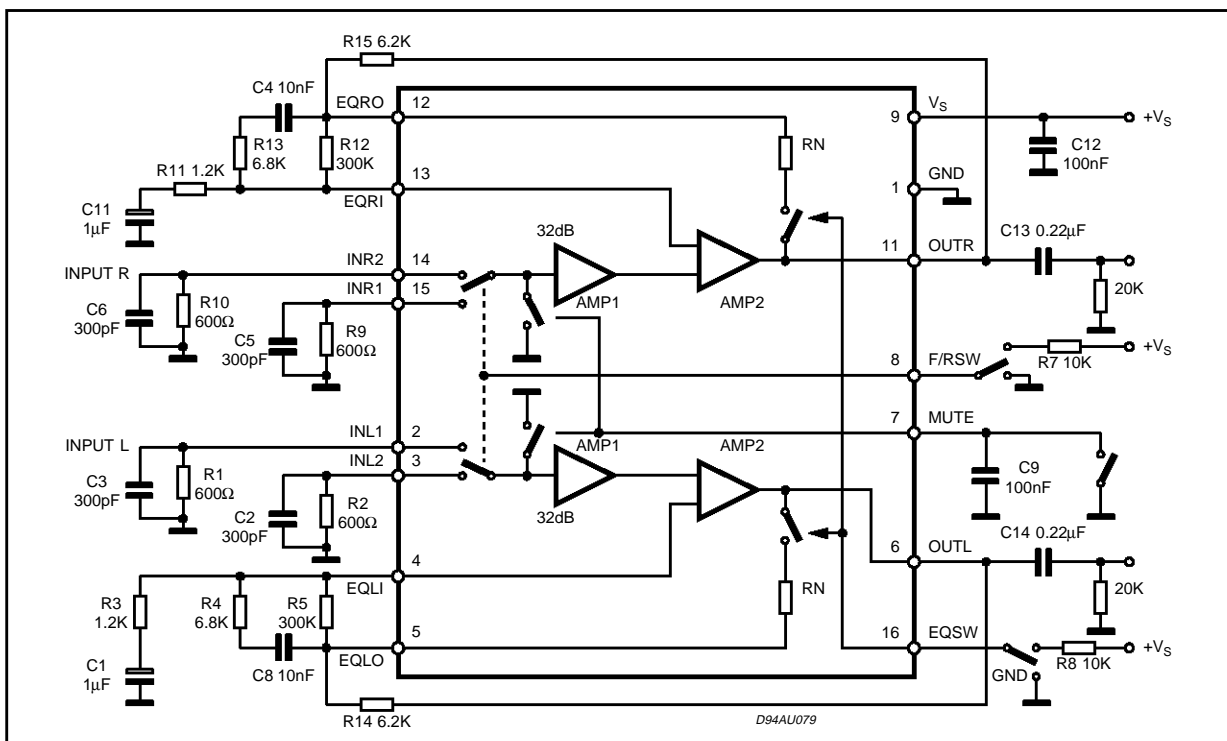 R15 6.2K
C4 10nF
EQRO
12
VS
9
+VS
R13
6.8K
R12
300K
RN
C12
100nF
R11 1.2K
13
GND
1
C11
1μF
EQRI
C13 0.22μF
32dB
11
OUTR
INPUT R
INR2
14
INR1
15
AMP1
AMP2
C6
300pF
R10
600Ω
C5
300pF
R9
600Ω
20K
+VS
R7 10K
8
F/RSW
7
MUTE
INPUT L
INL1
2
INL2
3
AMP1
AMP2
C3
300pF
R1
600Ω
C2
300pF
R2
600Ω
32dB
C9
100nF
C14 0.22μF
6
OUTL
4
EQLI
R3
1.2K
R4
6.8K
R5
300K
RN
20K
5
16
EQSW
+VS
C1
1μF
C8 10nF
EQLO
R8 10K
GND
R14 6.2K
D94AU079